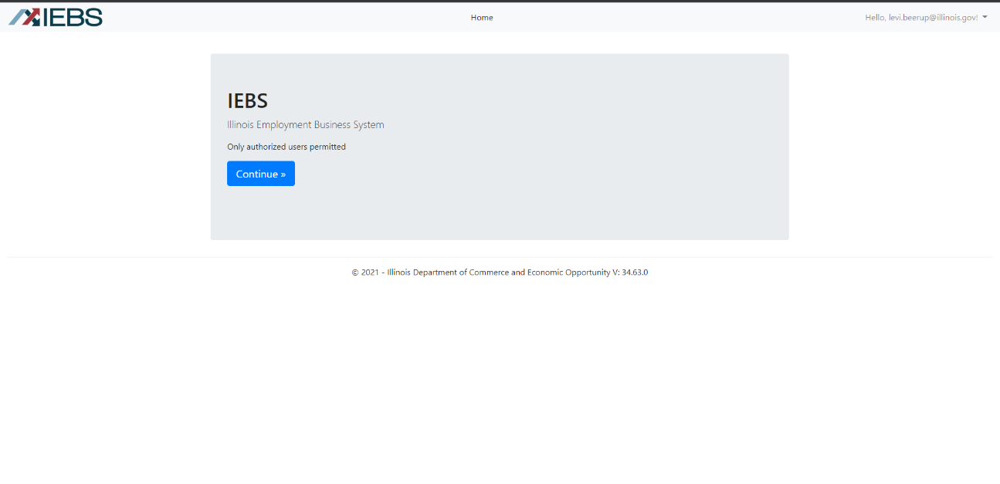 IEBS
Home
Hello, levi.beerup@illinois.gov!
IEBS
Illinois Employment Business System
Only authorized users permitted
Continue »
© 2021 - Illinois Department of Commerce and Economic Opportunity V: 34.63.0